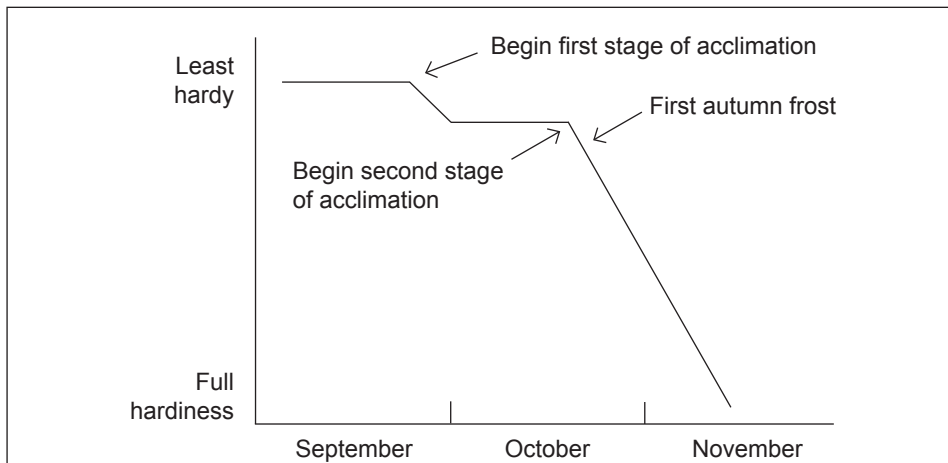 Begin first stage of acclimation
Least
hardy
First autumn frost
Begin second stage
of acclimation
Full
hardiness
September
October
November